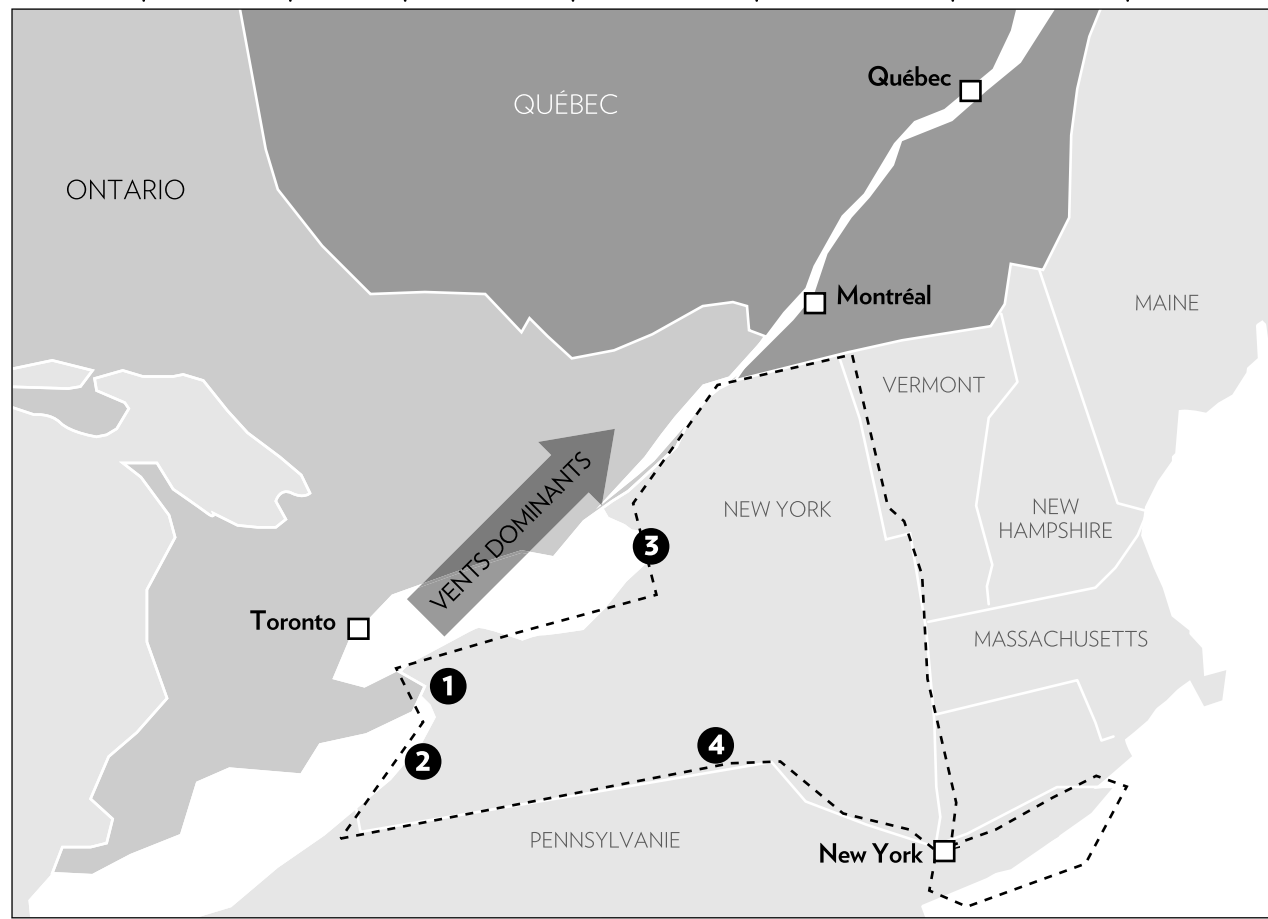 Québec
QUÉBEC
ONTARIO
Montréal
MAINE
VERMONT
VENTS DOMINANTS
NEW YORK
NEW
HAMPSHIRE
3
Toronto
MASSACHUSETTS
1
4
2
PENNSYLVANIE
New York